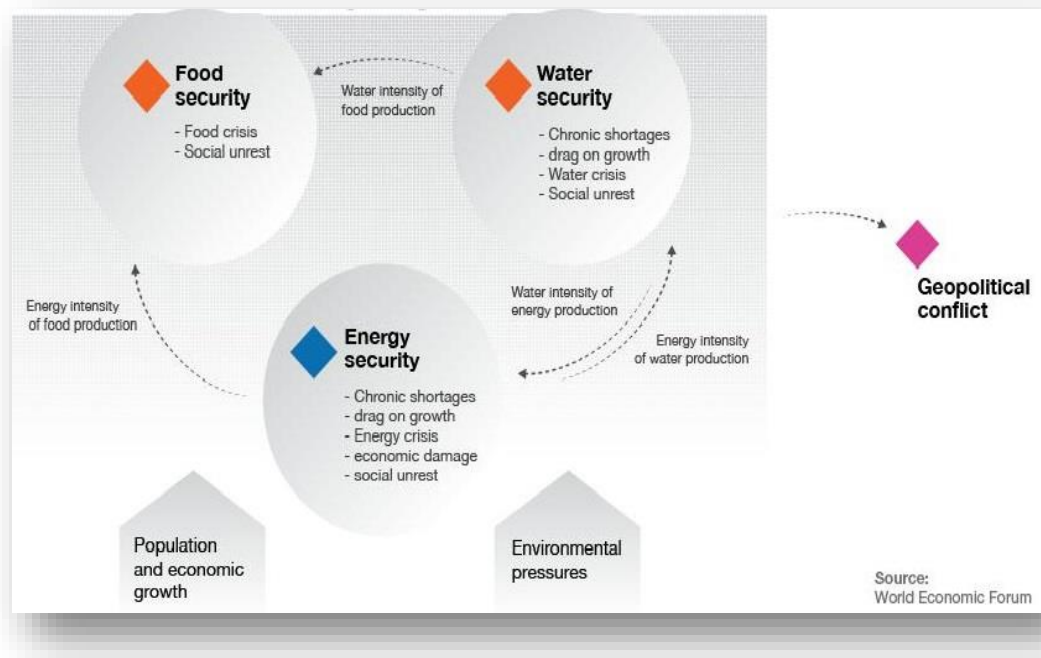 Food
security
- Food crisis
- Social unrest
Water intensity of
food production
Water
security
- Chronic shortages
- drag on growth
- Water crisis
- Social unrest
Geopolitical
conflict
Energy intensity
of food production
Water intensity of
energy production
Energy intensity
of water production
Energy
security
- Chronic shortages
- drag on growth
- Energy crisis
- economic damage
- social unrest
Population
and economic
growth
Environmental
pressures
Source:
World Economic Forum